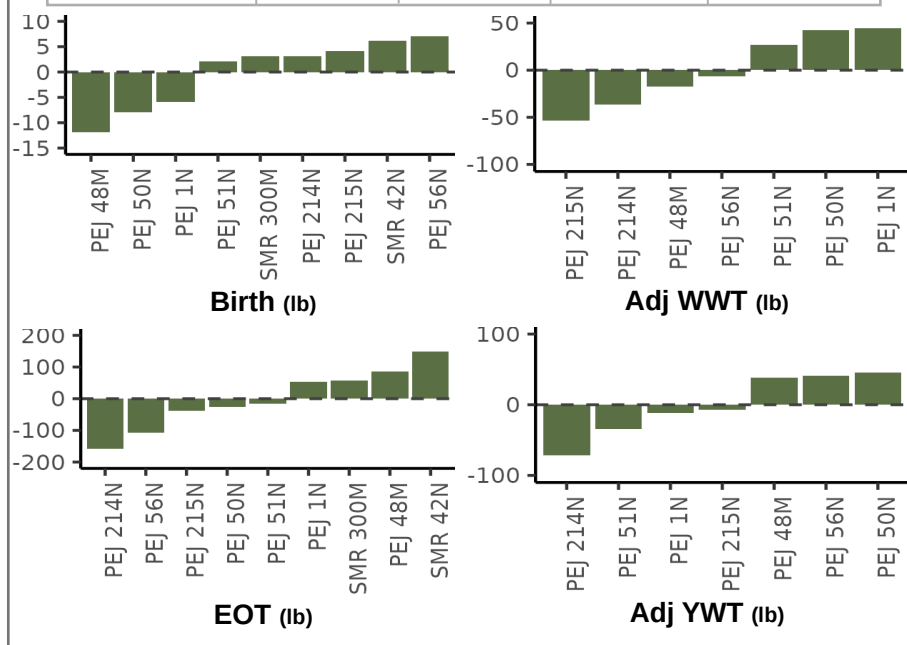 10
5
0
-5
-10
-15
PEJ 48M
PEJ 50N
PEJ 1N
PEJ 51N
SMR 300M
PEJ 214N
PEJ 215N
SMR 42N
PEJ 56N
Birth (lb)
50
0
-50
-100
PEJ 215N
PEJ 214N
PEJ 48M
PEJ 56N
PEJ 51N
PEJ 50N
PEJ 1N
Adj WWT (lb)
200
100
0
-100
-200
PEJ 214N
PEJ 56N
PEJ 215N
PEJ 50N
PEJ 51N
PEJ 1N
SMR 300M
PEJ 48M
SMR 42N
EOT (lb)
100
0
-100
PEJ 214N
PEJ 51N
PEJ 1N
PEJ 215N
PEJ 48M
PEJ 56N
PEJ 50N
Adj YWT (lb)